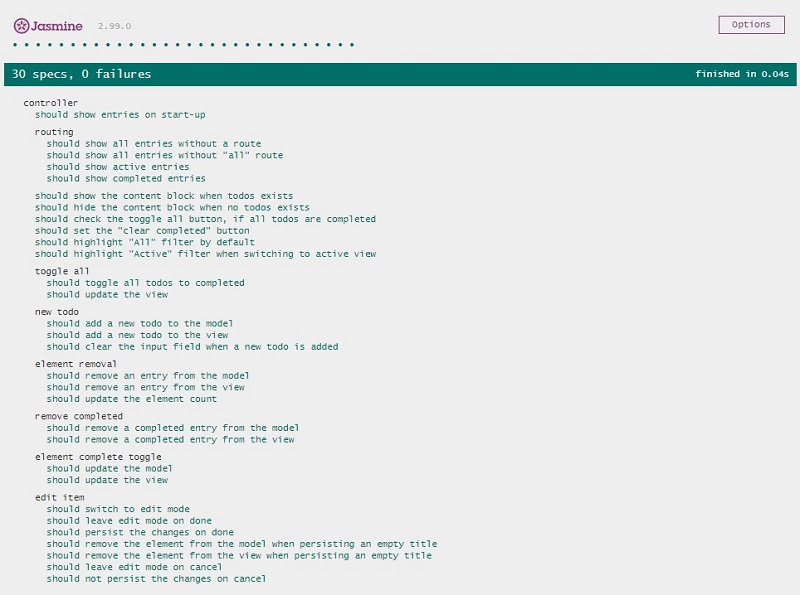 Jasmine 2.99.0 Options
30 specs, 0 failures finished in 0.04s
controller
should show entries on start-up
routing
should show all entries without a route
should show all entries without "all" route
should show active entries
should show completed entries
should show the content block when todos exists
should hide the content block when no todos exists
should check the toggle all button, if all todos are completed
should set the "clear completed" button
should highlight "All" filter by default
should highlight "Active" filter when switching to active view
toggle all
should toggle all todos to completed
should update the view
new todo
should add a new todo to the model
should add a new todo to the view
should clear the input field when a new todo is added
element removal
should remove an entry from the model
should remove an entry from the view
should update the element count
remove completed
should remove a completed entry from the model
should remove a completed entry from the view
element complete toggle
should update the model
should update the view
edit item
should switch to edit mode
should leave edit mode on done
should persist the changes on done
should remove the element from the model when persisting an empty title
should remove the element from the view when persisting an empty title
should leave edit mode on cancel
should not persist the changes on cancel